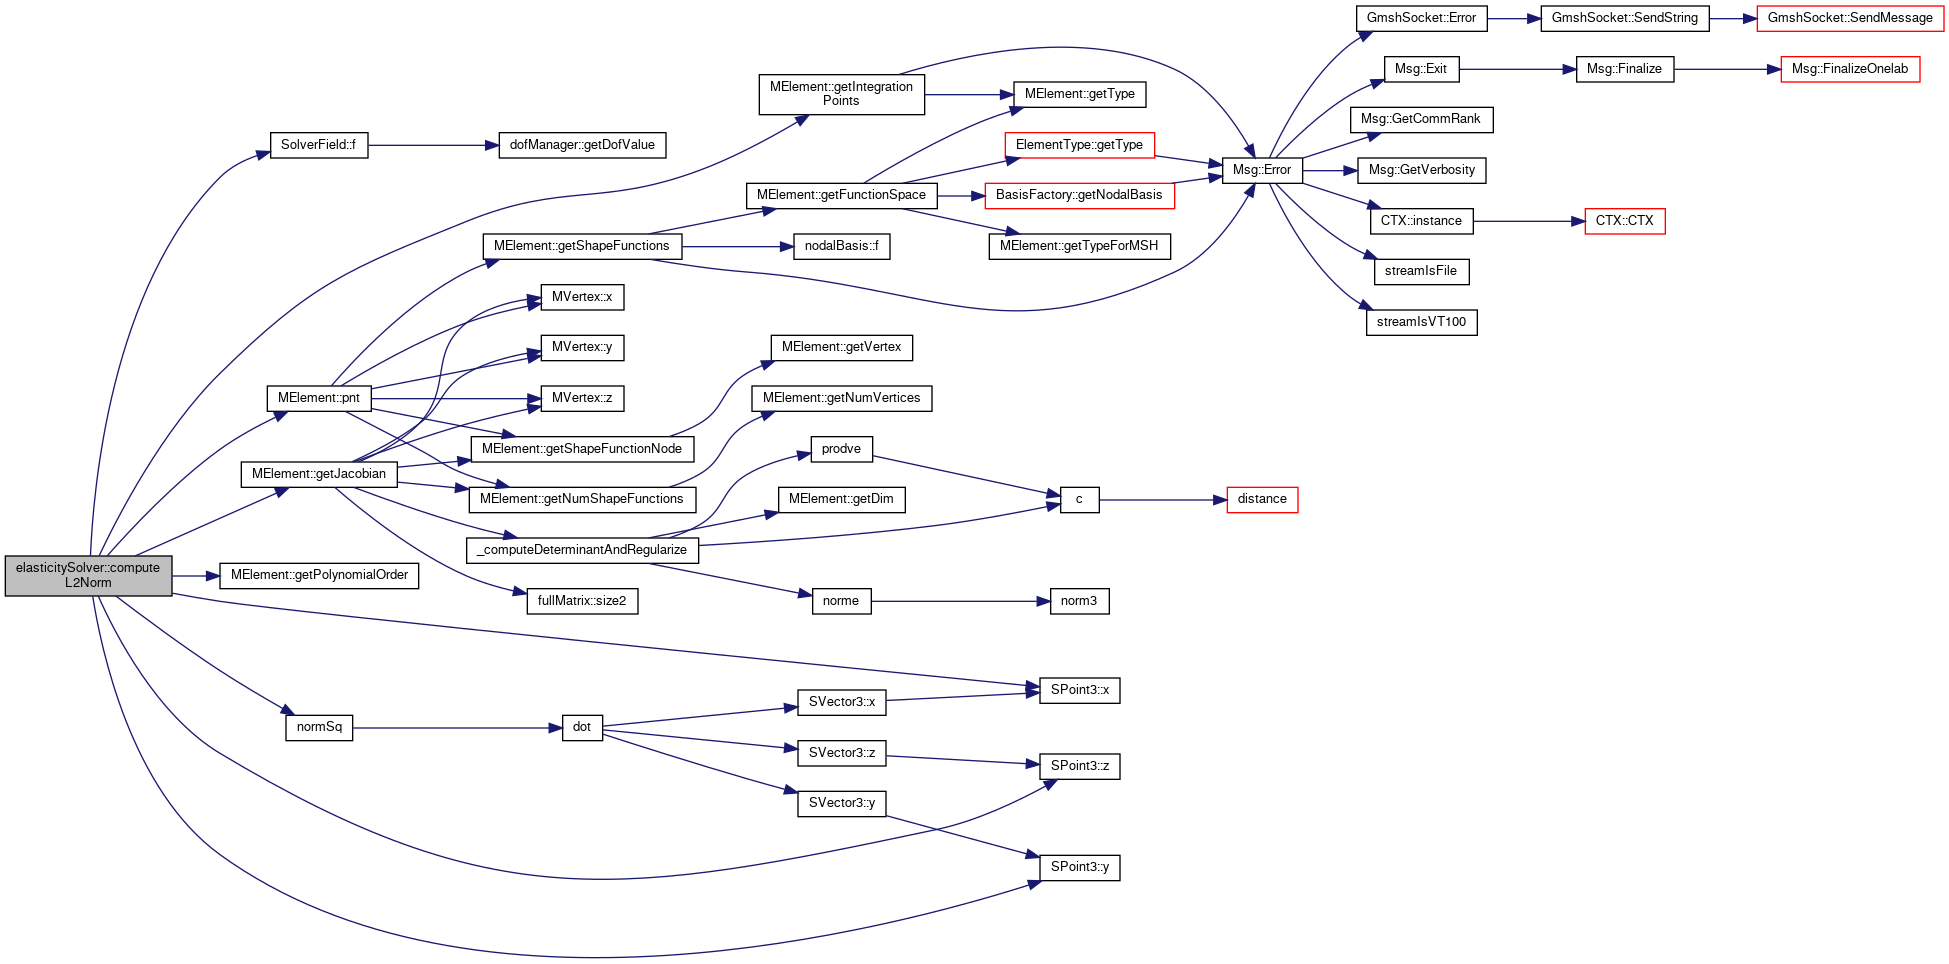 GmshSocket::Error
GmshSocket::SendString
GmshSocket::SendMessage
Msg::Exit
Msg::Finalize
Msg::FinalizeOnelab
MElement::getIntegration
Points
MElement::getType
Msg::GetCommRank
SolverField::f
dofManager::getDofValue
ElementType::getType
Msg::Error
Msg::GetVerbosity
MElement::getFunctionSpace
BasisFactory::getNodalBasis
CTX::instance
CTX::CTX
MElement::getShapeFunctions
nodalBasis::f
MElement::getTypeForMSH
streamIsFile
MVertex::x
streamIsVT100
MVertex::y
MElement::getVertex
MElement::pnt
MVertex::z
MElement::getNumVertices
MElement::getShapeFunctionNode
prodve
MElement::getJacobian
MElement::getNumShapeFunctions
MElement::getDim
c
distance
_computeDeterminantAndRegularize
elasticitySolver::compute
L2Norm
MElement::getPolynomialOrder
fullMatrix::size2
norme
norm3
SPoint3::x
SVector3::x
normSq
dot
SVector3::z
SPoint3::z
SVector3::y
SPoint3::y